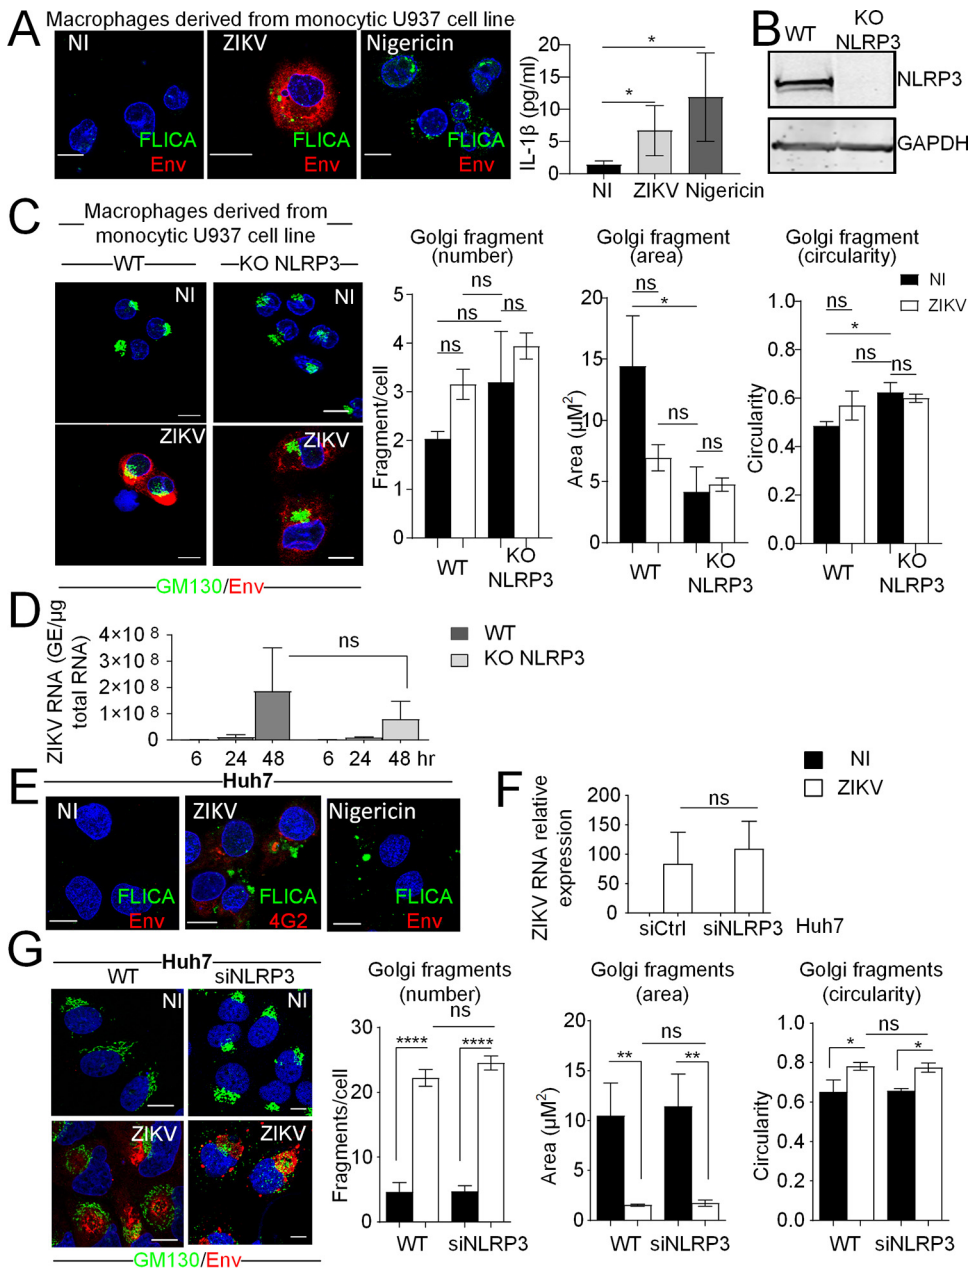 A
Macrophages derived from monocytic U937 cell line
NI
FLICA
Env
ZIKV
FLICA
Env
Nigericin
FLICA
Env
IL-1β (pg/ml)
20
15
10
5
0
*
*
NI
ZIKV
Nigericin
B
WT
KO
NLRP3
NLRP3
GAPDH
C
Macrophages derived from
monocytic U937 cell line
WT
KO NLRP3
NI
NI
ZIKV
ZIKV
GM130/Env
Golgi fragment
(number)
Fragment/cell
5
4
3
2
1
0
ns
ns
ns
ns
WT
KO
NLRP3
Golgi fragment
(area)
Area (µM2)
20
15
10
5
0
ns
*
ns
ns
WT
KO
NLRP3
Golgi fragment
(circularity)
NI
ZIKV
Circularity
1.0
0.8
0.6
0.4
0.2
0.0
ns
*
ns
ns
WT
KO
NLRP3
D
ZIKV RNA (GE/µg
total RNA)
4×10 8
3×10 8
2×10 8
1×10 8
0
ns
6
24
48
6
24
48 hr
WT
KO NLRP3
E
Huh7
NI
FLICA
Env
ZIKV
FLICA
4G2
Nigericin
FLICA
Env
F
NI
ZIKV
ZIKV RNA relative
expression
200
150
100
50
0
ns
siCtrl
siNLRP3
Huh7
G
Huh7
WT
siNLRP3
NI
NI
ZIKV
ZIKV
GM130/Env
Golgi fragments
(number)
Fragments/cell
30
20
10
0
ns
****
****
WT
siNLRP3
Golgi fragments
(area)
Area (µM2)
20
15
10
5
0
ns
**
**
WT
siNLRP3
Golgi fragments
(circularity)
Circularity
1.0
0.8
0.6
0.4
0.2
0.0
ns
*
*
WT
siNLRP3